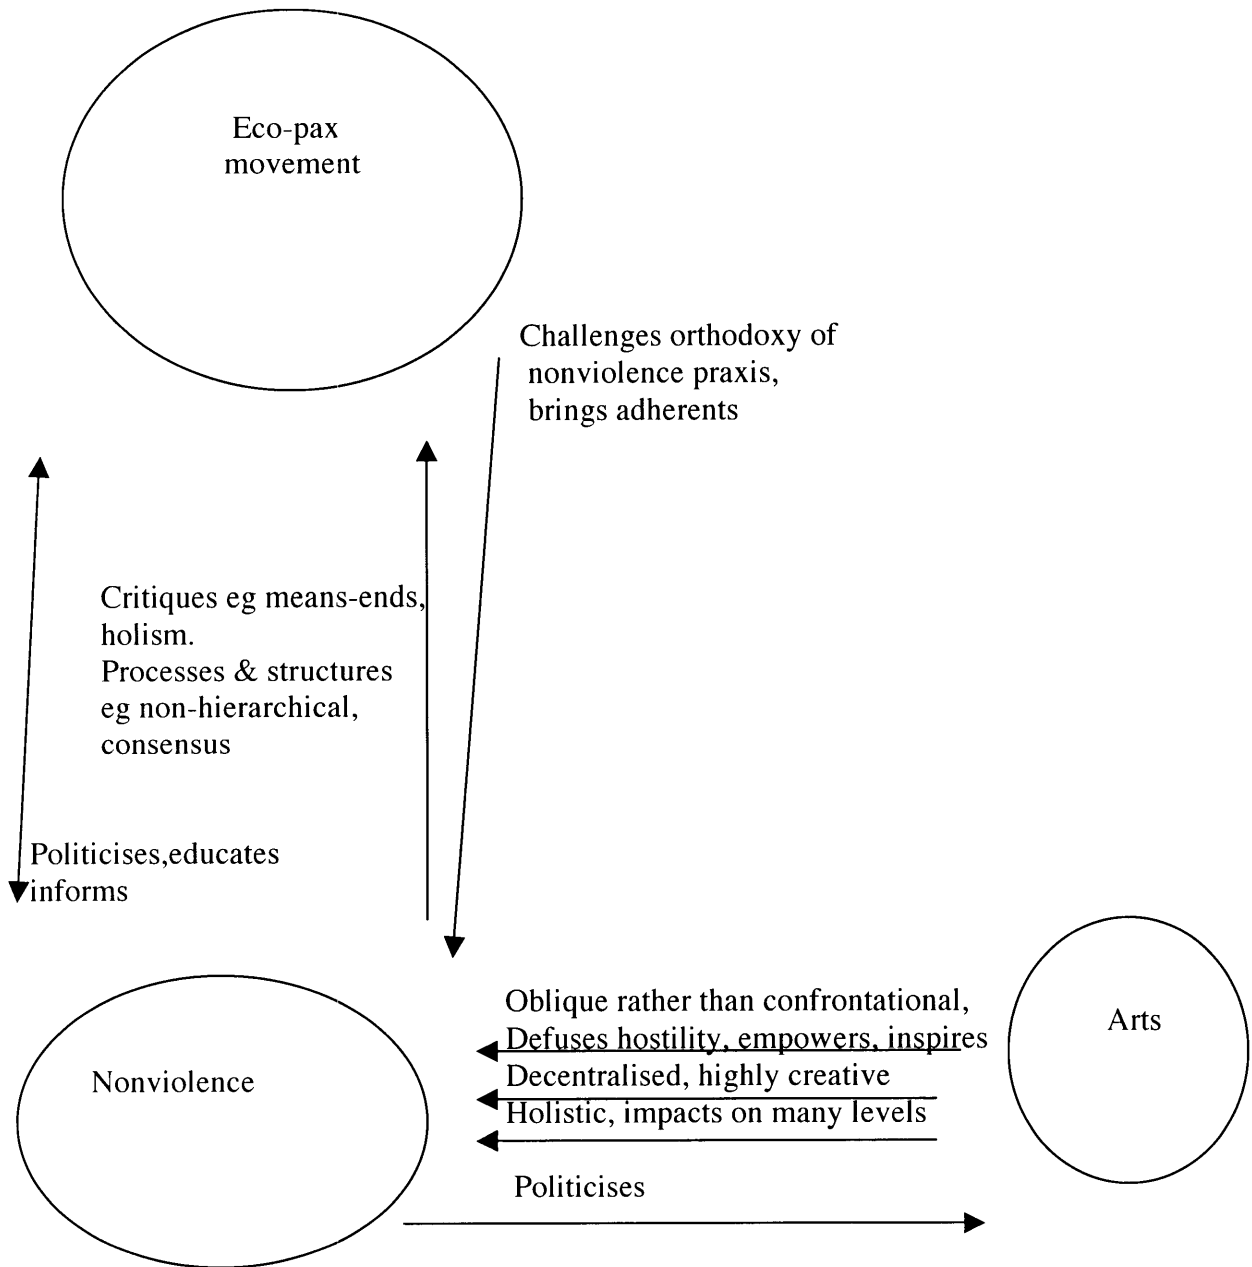 Eco-pax
movement
Challenges orthodoxy of
nonviolence praxis,
brings adherents
Critiques eg means-ends,
holism.
Processes & structures
eg non-hierarchical,
consensus
Politicises,educates
informs
Oblique rather than confrontational,
Defuses hostility, empowers, inspires
Decentralised, highly creative
Holistic, impacts on many levels
Arts
Nonviolence
Politicises